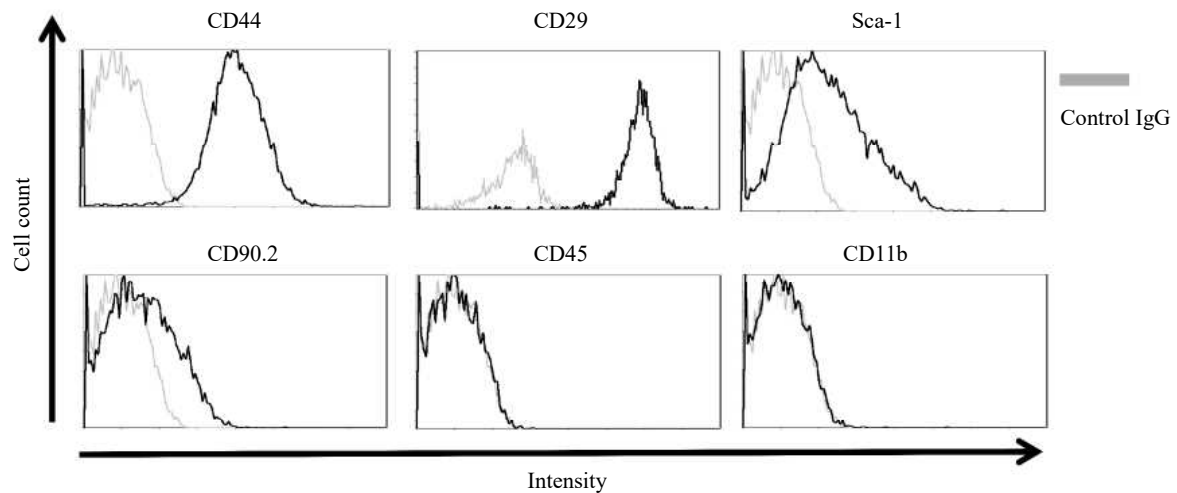 CD44
CD29
Sca-1
Control IgG
Cell count
CD90.2
CD45
CD11b
Intensity